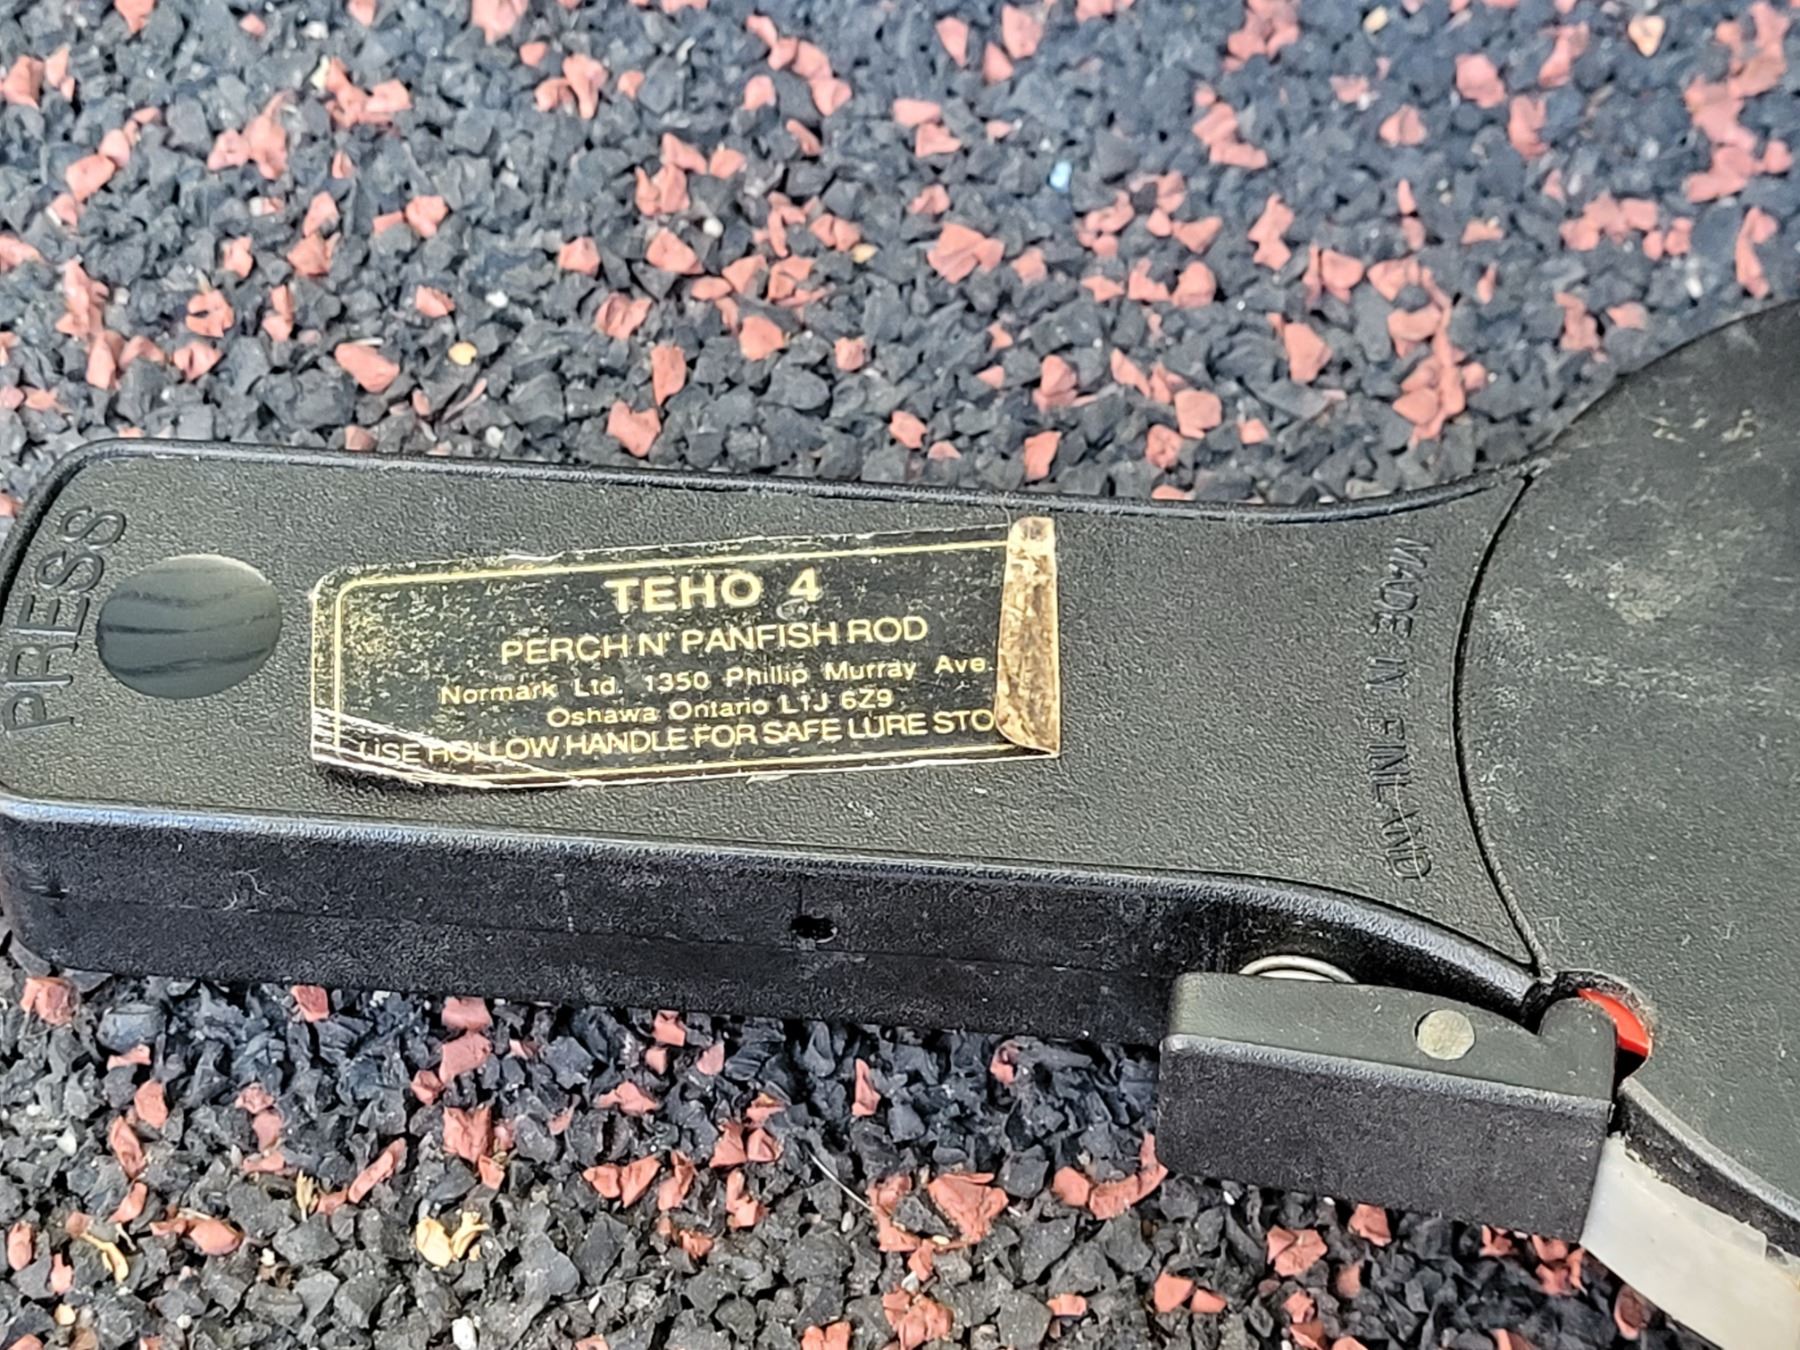 PRESS
TEHO 4
PERCH N' PANFISH ROD
Normark Ltd. 1350 Phillip Murray Ave.
Oshawa Ontario L1J 6Z9
USE HOLLOW HANDLE FOR SAFE LURE STO
MADE IN FINLAND